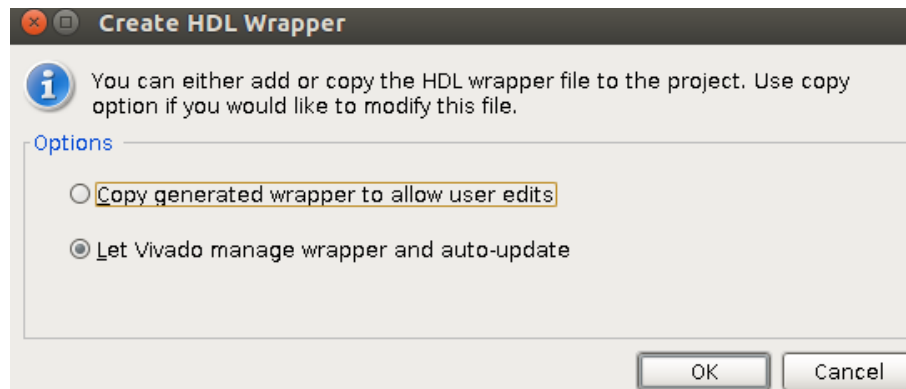 Create HDL Wrapper
You can either add or copy the HDL wrapper file to the project. Use copy
option if you would like to modify this file.
Options
Copy generated wrapper to allow user edits
Let Vivado manage wrapper and auto-update
OK
Cancel